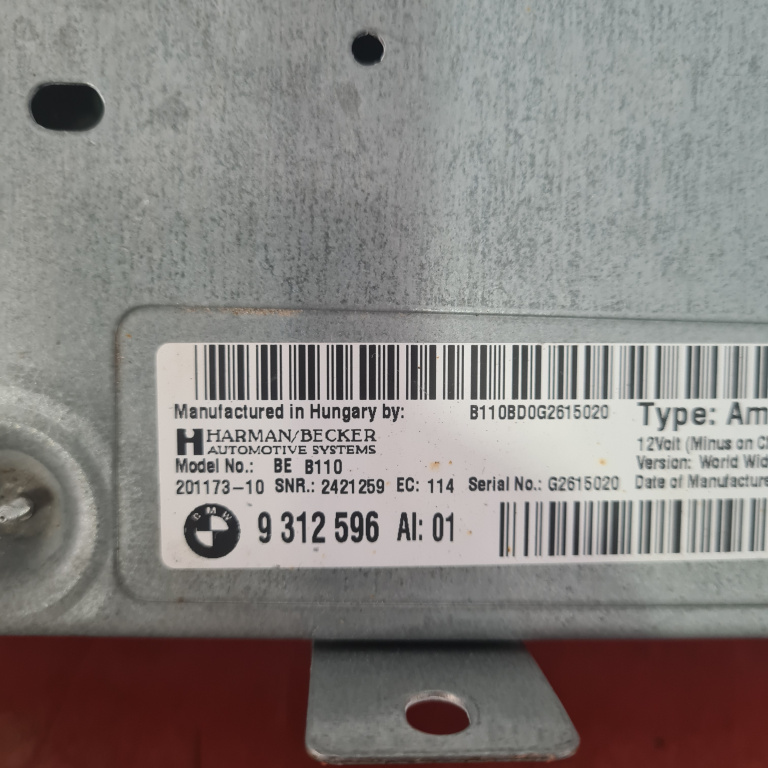 Manufactured in Hungary by:
B110BD0G2615020
Type: Am
HARMAN/BECKER
AUTOMOTIVE SYSTEMS
12Volt (Minus on C
Model No.: BE B110
Version: World Wid
201173-10 SNR.: 2421259 EC: 114 Serial No.: G2615020 Date of Manufacture
BMW
9 312 596 AI: 01